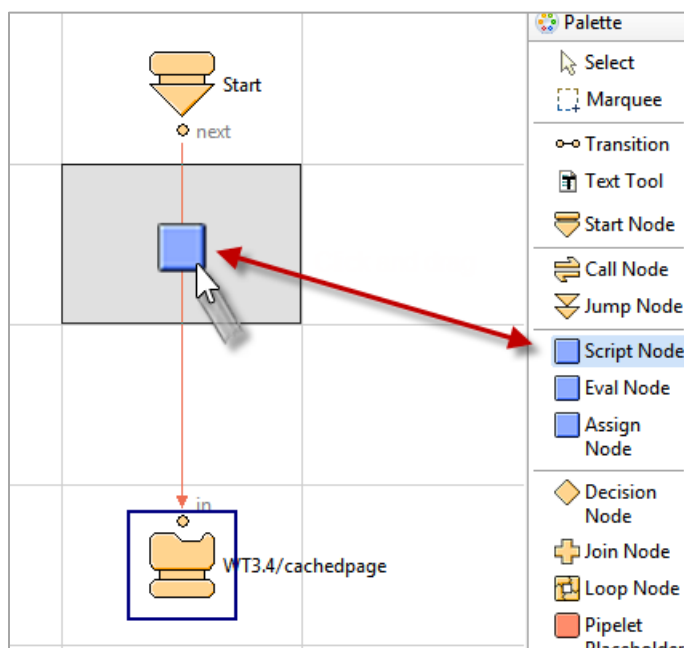 Palette
Start
next
in
WT3.4/cachedpage
Select
Marquee
Transition
Text Tool
Start Node
Call Node
Jump Node
Script Node
Eval Node
Assign
Node
Decision
Node
Join Node
Loop Node
Pipelet
Placeholder